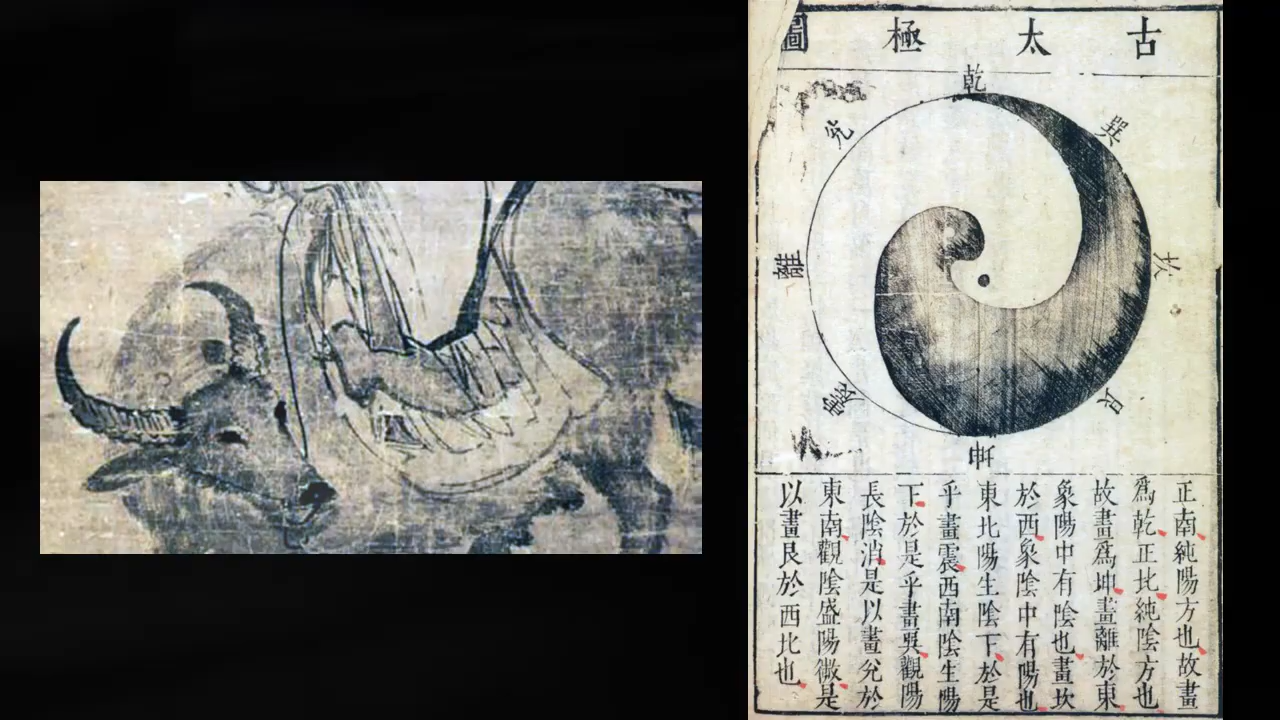 古太極圖
乾
兌
巽
離
坎
震
艮
坤
正南純陽方也故畫
爲乾正北純陰方也
故畫爲坤畫離於東
象陽中有陰也畫坎
於西象陰中有陽也
東北陽生陰下於是
乎畫震西南陰生陽
下於是乎畫巽觀陽
長陰消是以畫兌於
東南觀陰盛陽微是
以畫艮於西北也